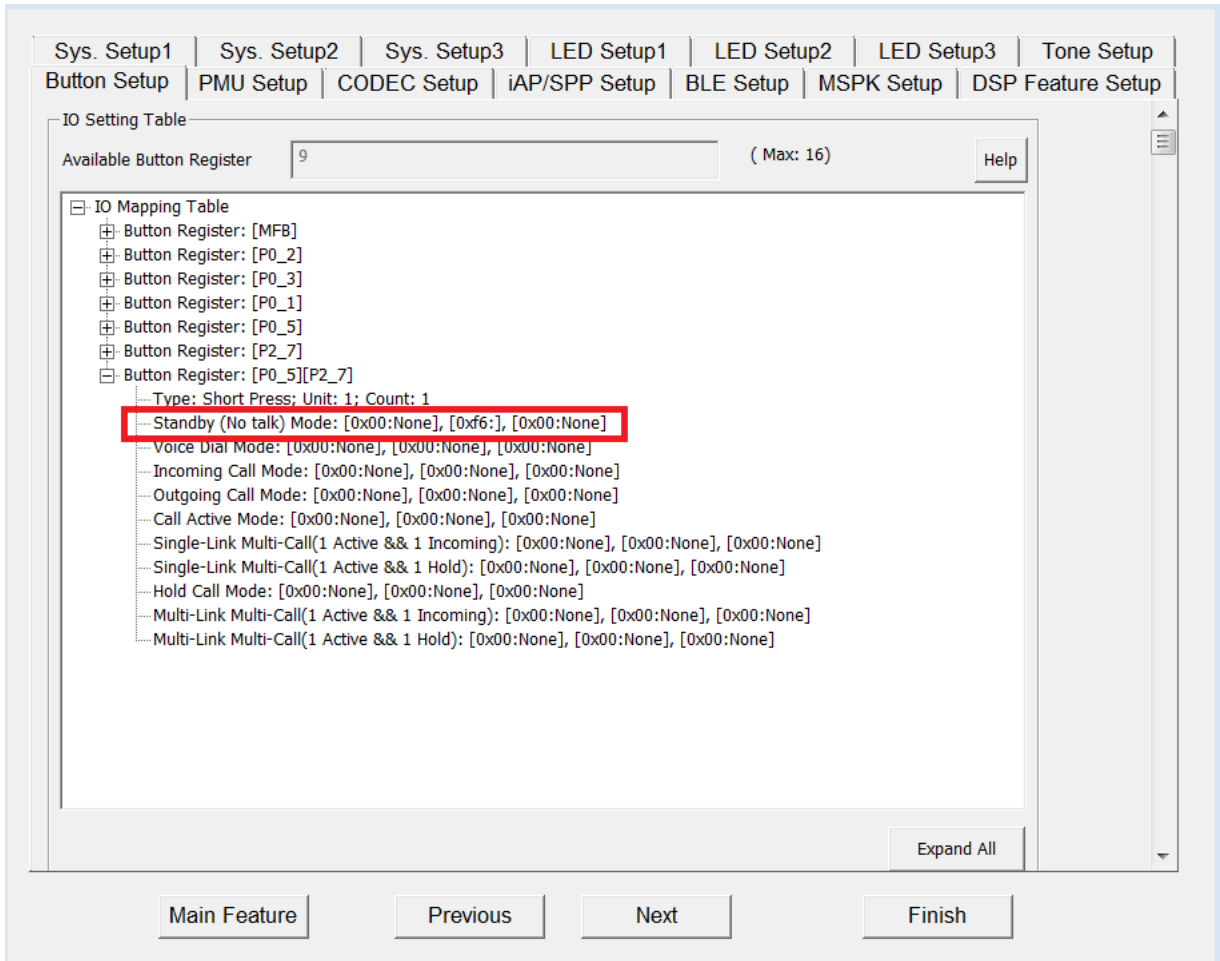 Sys. Setup1 Sys. Setup2 Sys. Setup3 LED Setup1 LED Setup2 LED Setup3 Tone Setup
Button Setup PMU Setup CODEC Setup iAP/SPP Setup BLE Setup MSPK Setup DSP Feature Setup
IO Setting Table
Available Button Register 9 ( Max: 16) Help
IO Mapping Table
Button Register: [MFB]
Button Register: [P0_2]
Button Register: [P0_3]
Button Register: [P0_1]
Button Register: [P0_5]
Button Register: [P2_7]
Button Register: [P0_5][P2_7]
Type: Short Press; Unit: 1; Count: 1
Standby (No talk) Mode: [0x00:None], [0xf6:], [0x00:None]
Voice Dial Mode: [0x00:None], [0x00:None], [0x00:None]
Incoming Call Mode: [0x00:None], [0x00:None], [0x00:None]
Outgoing Call Mode: [0x00:None], [0x00:None], [0x00:None]
Call Active Mode: [0x00:None], [0x00:None], [0x00:None]
Single-Link Multi-Call(1 Active && 1 Incoming): [0x00:None], [0x00:None], [0x00:None]
Single-Link Multi-Call(1 Active && 1 Hold): [0x00:None], [0x00:None], [0x00:None]
Hold Call Mode: [0x00:None], [0x00:None], [0x00:None]
Multi-Link Multi-Call(1 Active && 1 Incoming): [0x00:None], [0x00:None], [0x00:None]
Multi-Link Multi-Call(1 Active && 1 Hold): [0x00:None], [0x00:None], [0x00:None]
Expand All
Main Feature Previous Next Finish